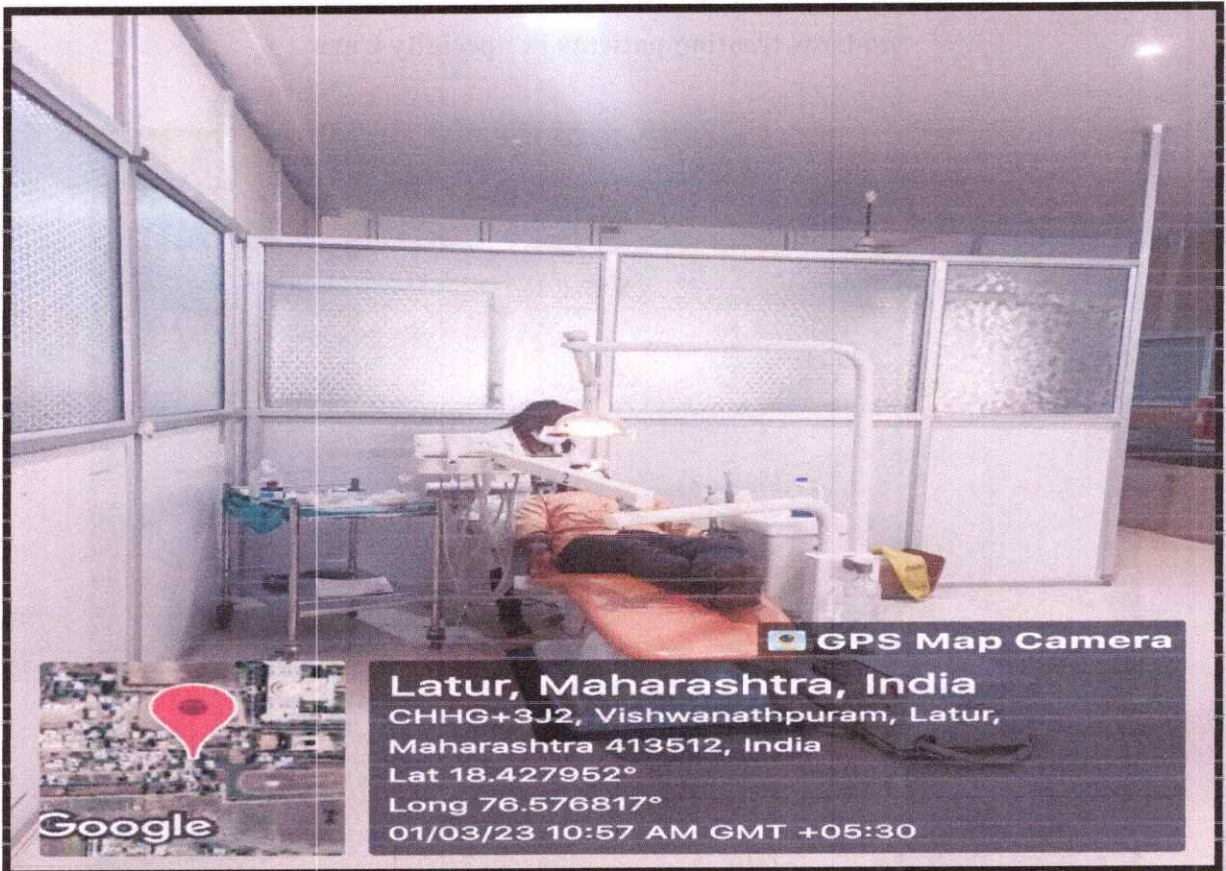 GPS Map Camera
Latur, Maharashtra, India
CHHG+3J2, Vishwanathpuram, Latur,
Maharashtra 413512, India
Lat 18.427952°
Long 76.576817°
01/03/23 10:57 AM GMT +05:30
Google